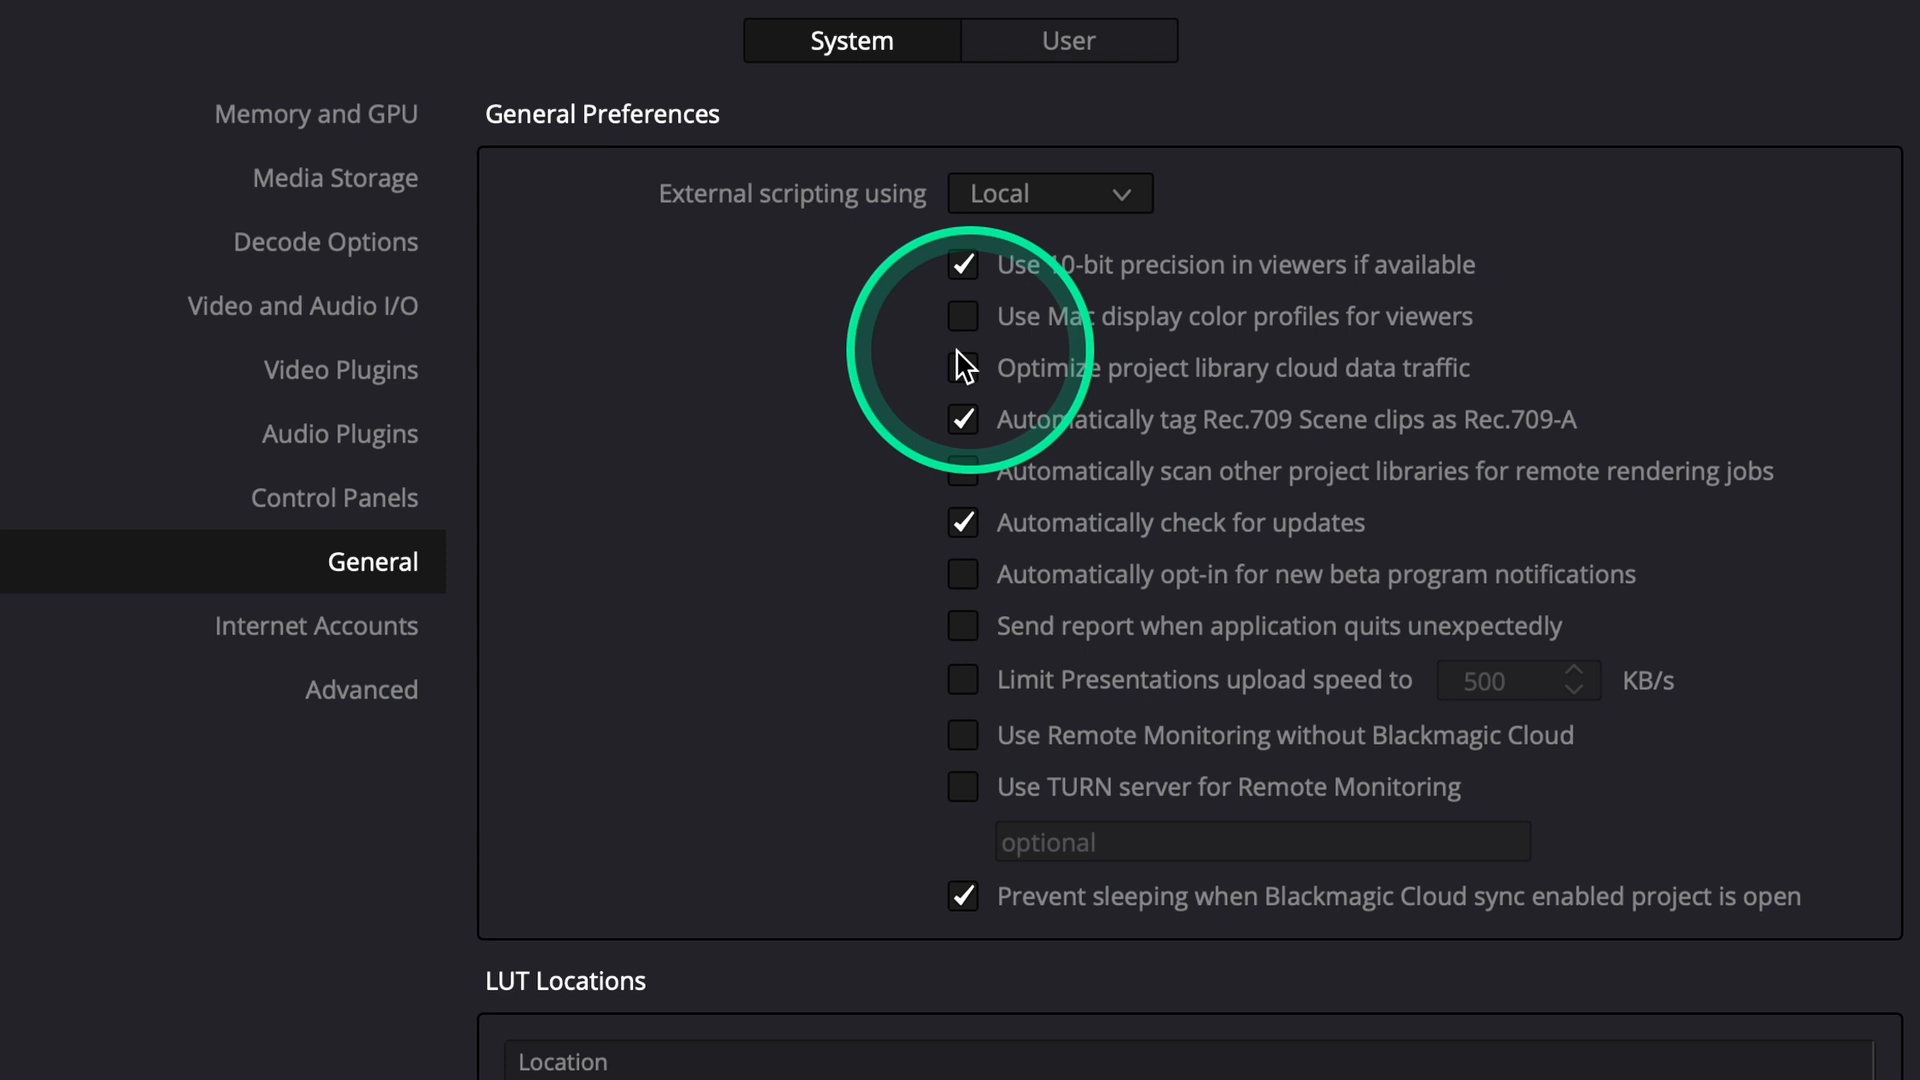 System User
Memory and GPU
Media Storage
Decode Options
Video and Audio I/O
Video Plugins
Audio Plugins
Control Panels
General
Internet Accounts
Advanced
General Preferences
External scripting using Local
Use 10-bit precision in viewers if available
Use Mac display color profiles for viewers
Optimize project library cloud data traffic
Automatically tag Rec.709 Scene clips as Rec.709-A
Automatically scan other project libraries for remote rendering jobs
Automatically check for updates
Automatically opt-in for new beta program notifications
Send report when application quits unexpectedly
Limit Presentations upload speed to 500 KB/s
Use Remote Monitoring without Blackmagic Cloud
Use TURN server for Remote Monitoring
optional
Prevent sleeping when Blackmagic Cloud sync enabled project is open
LUT Locations
Location